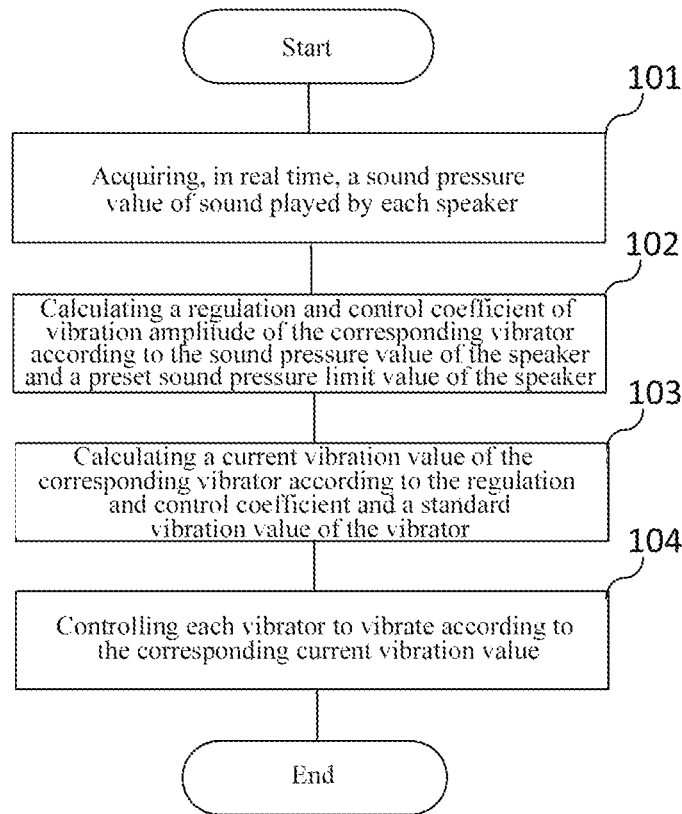 Start
101
Acquiring, in real time, a sound pressure
value of sound played by each speaker
102
Calculating a regulation and control coefficient of
vibration amplitude of the corresponding vibrator
according to the sound pressure value of the speaker
and a preset sound pressure limit value of the speaker
103
Calculating a current vibration value of the
corresponding vibrator according to the regulation
and control coefficient and a standard
vibration value of the vibrator
104
Controlling each vibrator to vibrate according to
the corresponding current vibration value
End